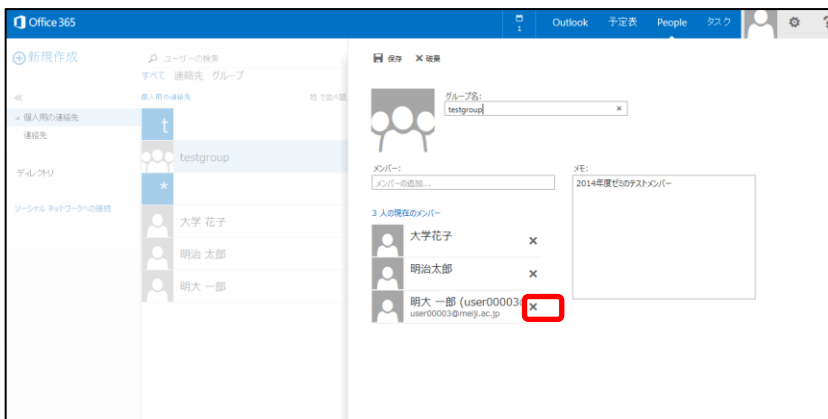 Office 365
1
Outlook 予定表 People タスク
?
新規作成
ユーザーの検索
すべて 連絡先 グループ
≪
個人用の連絡先
連絡先
ディレクトリ
ソーシャル ネットワークへの接続
個人用の連絡先
t
testgroup
*
大学 花子
明治 太郎
明大 一郎
保存 ×破棄
グループ名:
testgroup ×
メンバー:
メンバーの追加...
3 人の現在のメンバー
大学花子 ×
明治太郎 ×
明大 一郎 (user00003@ ×
user00003@meiji.ac.jp
メモ:
2014年度ゼミのテストメンバー